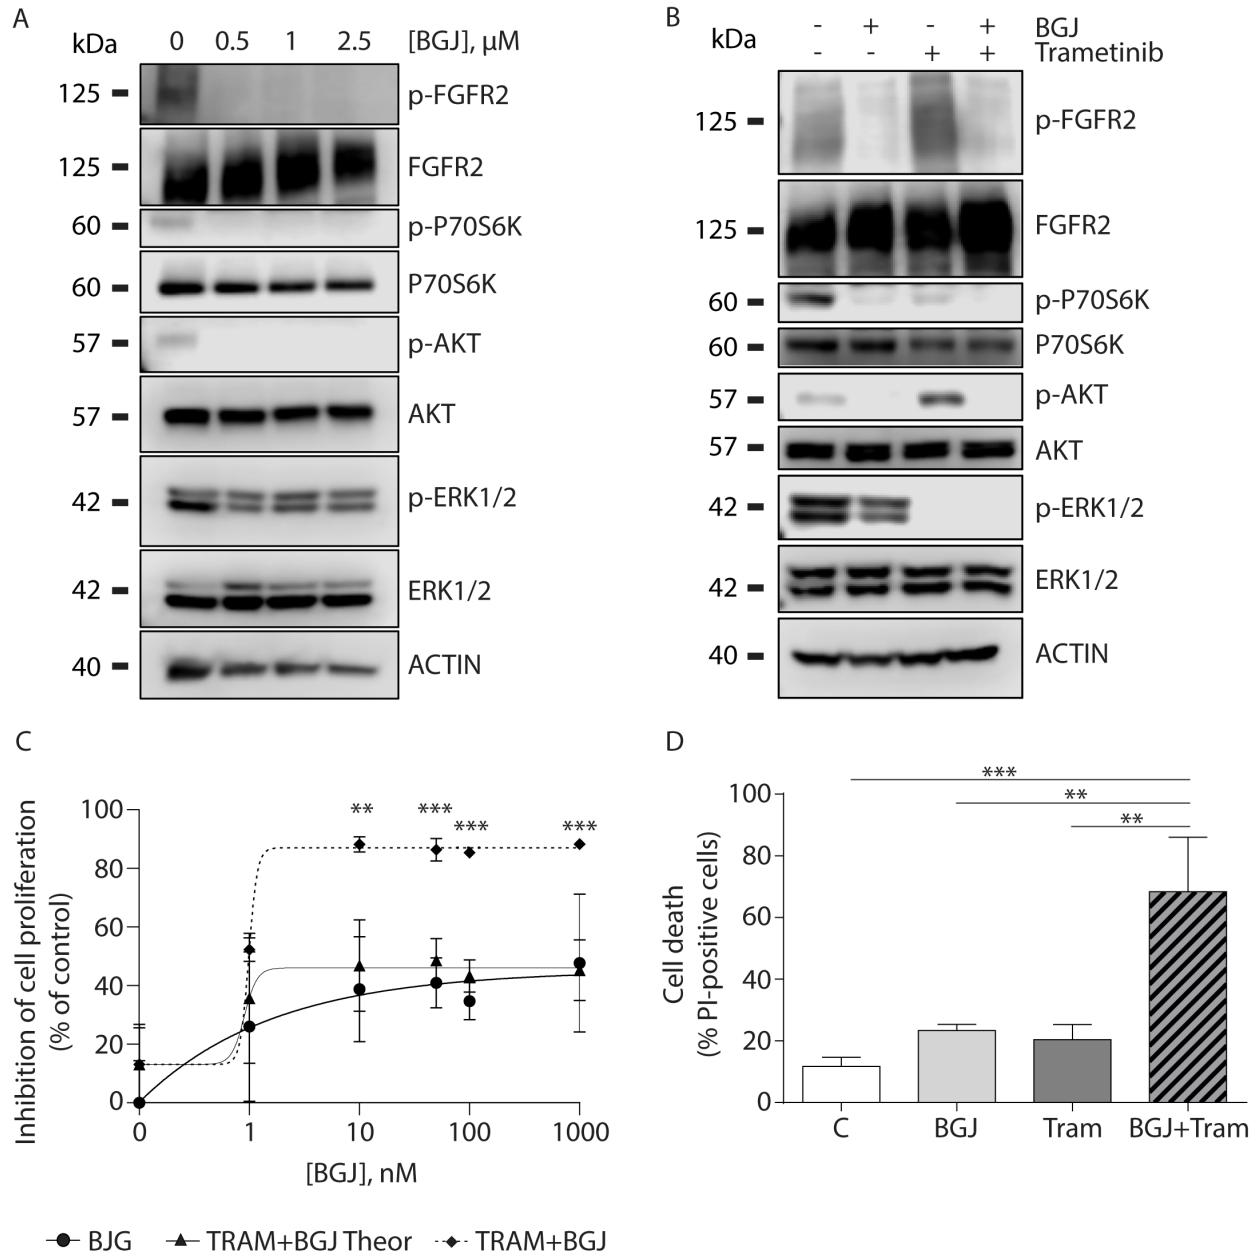 A
kDa 0 0.5 1 2.5 [BGJ], µM
125 p-FGFR2
125 FGFR2
60 p-P70S6K
60 P70S6K
57 p-AKT
57 AKT
42 p-ERK1/2
42 ERK1/2
40 ACTIN
B
- + - + BGJ
kDa - - + + Trametinib
125 p-FGFR2
125 FGFR2
60 p-P70S6K
60 P70S6K
57 p-AKT
57 AKT
42 p-ERK1/2
42 ERK1/2
40 ACTIN
C
Inhibition of cell proliferation
(% of control)
100
80
60
40
20
0
** *** *** ***
0 1 10 100 1000
[BGJ], nM
BJG TRAM+BGJ Theor TRAM+BGJ
D
Cell death
(% PI-positive cells)
100
80
60
40
20
0
***
**
**
C BGJ Tram BGJ+Tram